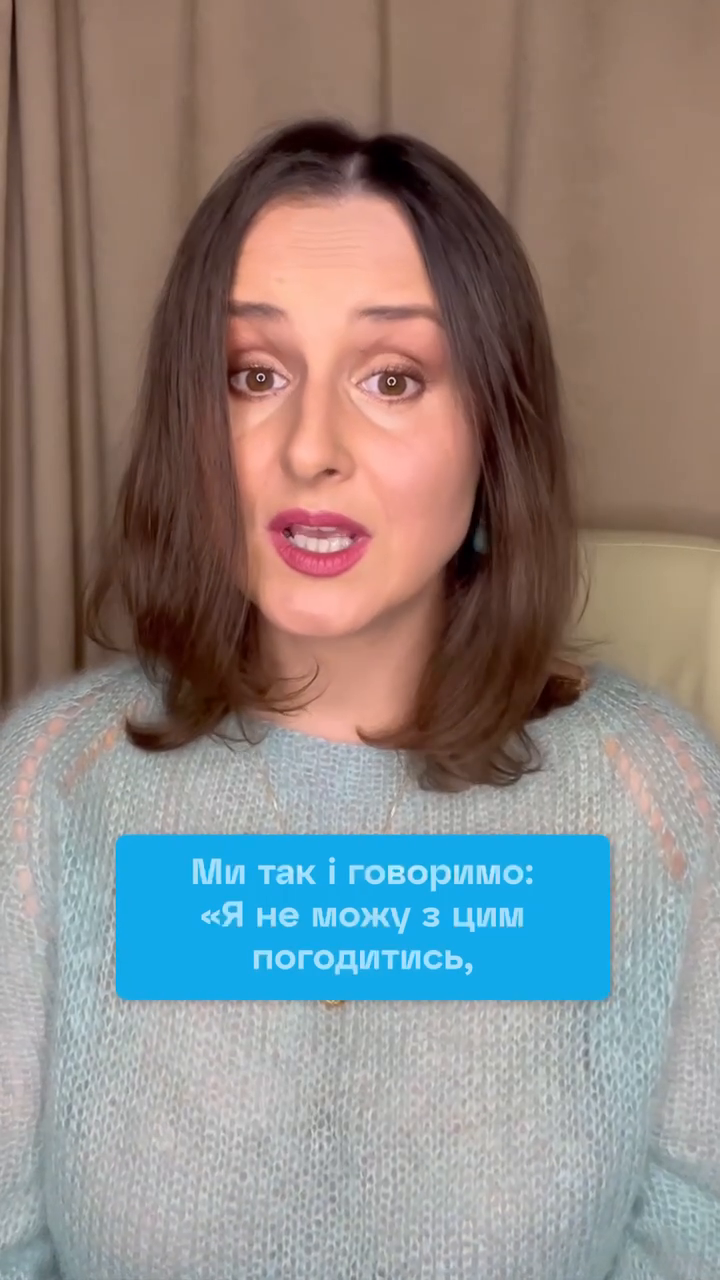 Ми так і говоримо:
«Я не можу з цим
погодитись,